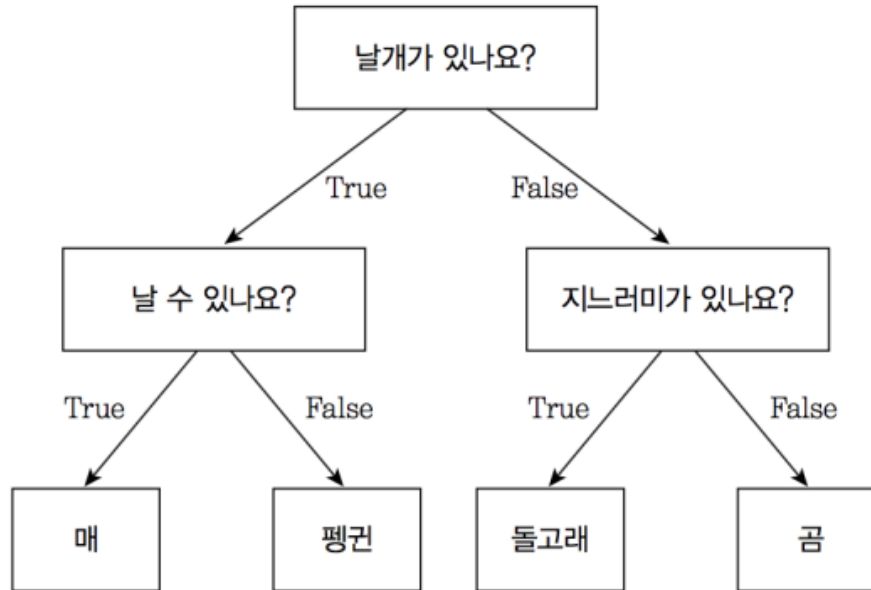 날개가 있나요?
True
False
날 수 있나요?
지느러미가 있나요?
True
False
True
False
매
펭귄
돌고래
곰